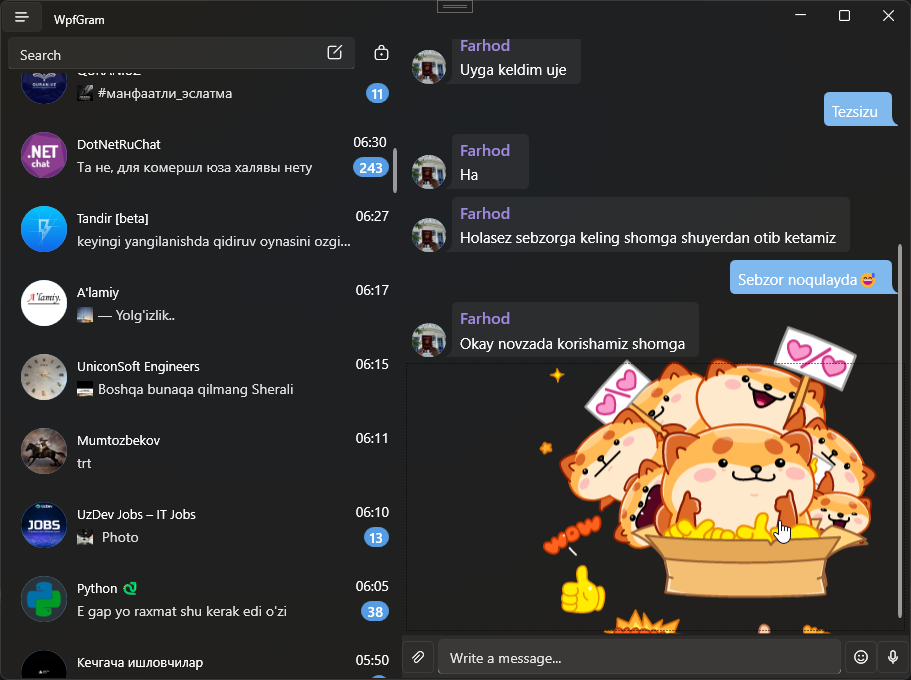 WpfGram
Search
#манфаатли_эслатма
11
DotNetRuChat
06:30
Та не, для комершл юза халявы нету
243
Tandir [beta]
06:27
keyingi yangilanishda qidiruv oynasini ozgi...
A'lamiy
06:17
— Yolg'izlik..
UniconSoft Engineers
06:15
Boshqa bunaqa qilmang Sherali
Mumtozbekov
06:11
trt
UzDev Jobs – IT Jobs
06:10
Photo
13
Python
06:05
E gap yo raxmat shu kerak edi o'zi
38
Кечгача ишловчилар
05:50
.NET
chat
A'lamiy.
JOBS
Farhod
Uyga keldim uje
Tezsizu
Farhod
Ha
Farhod
Holasez sebzorga keling shomga shuyerdan otib ketamiz
Sebzor noqulayda😅
Farhod
Okay novzada korishamiz shomga
WOW
Write a message...